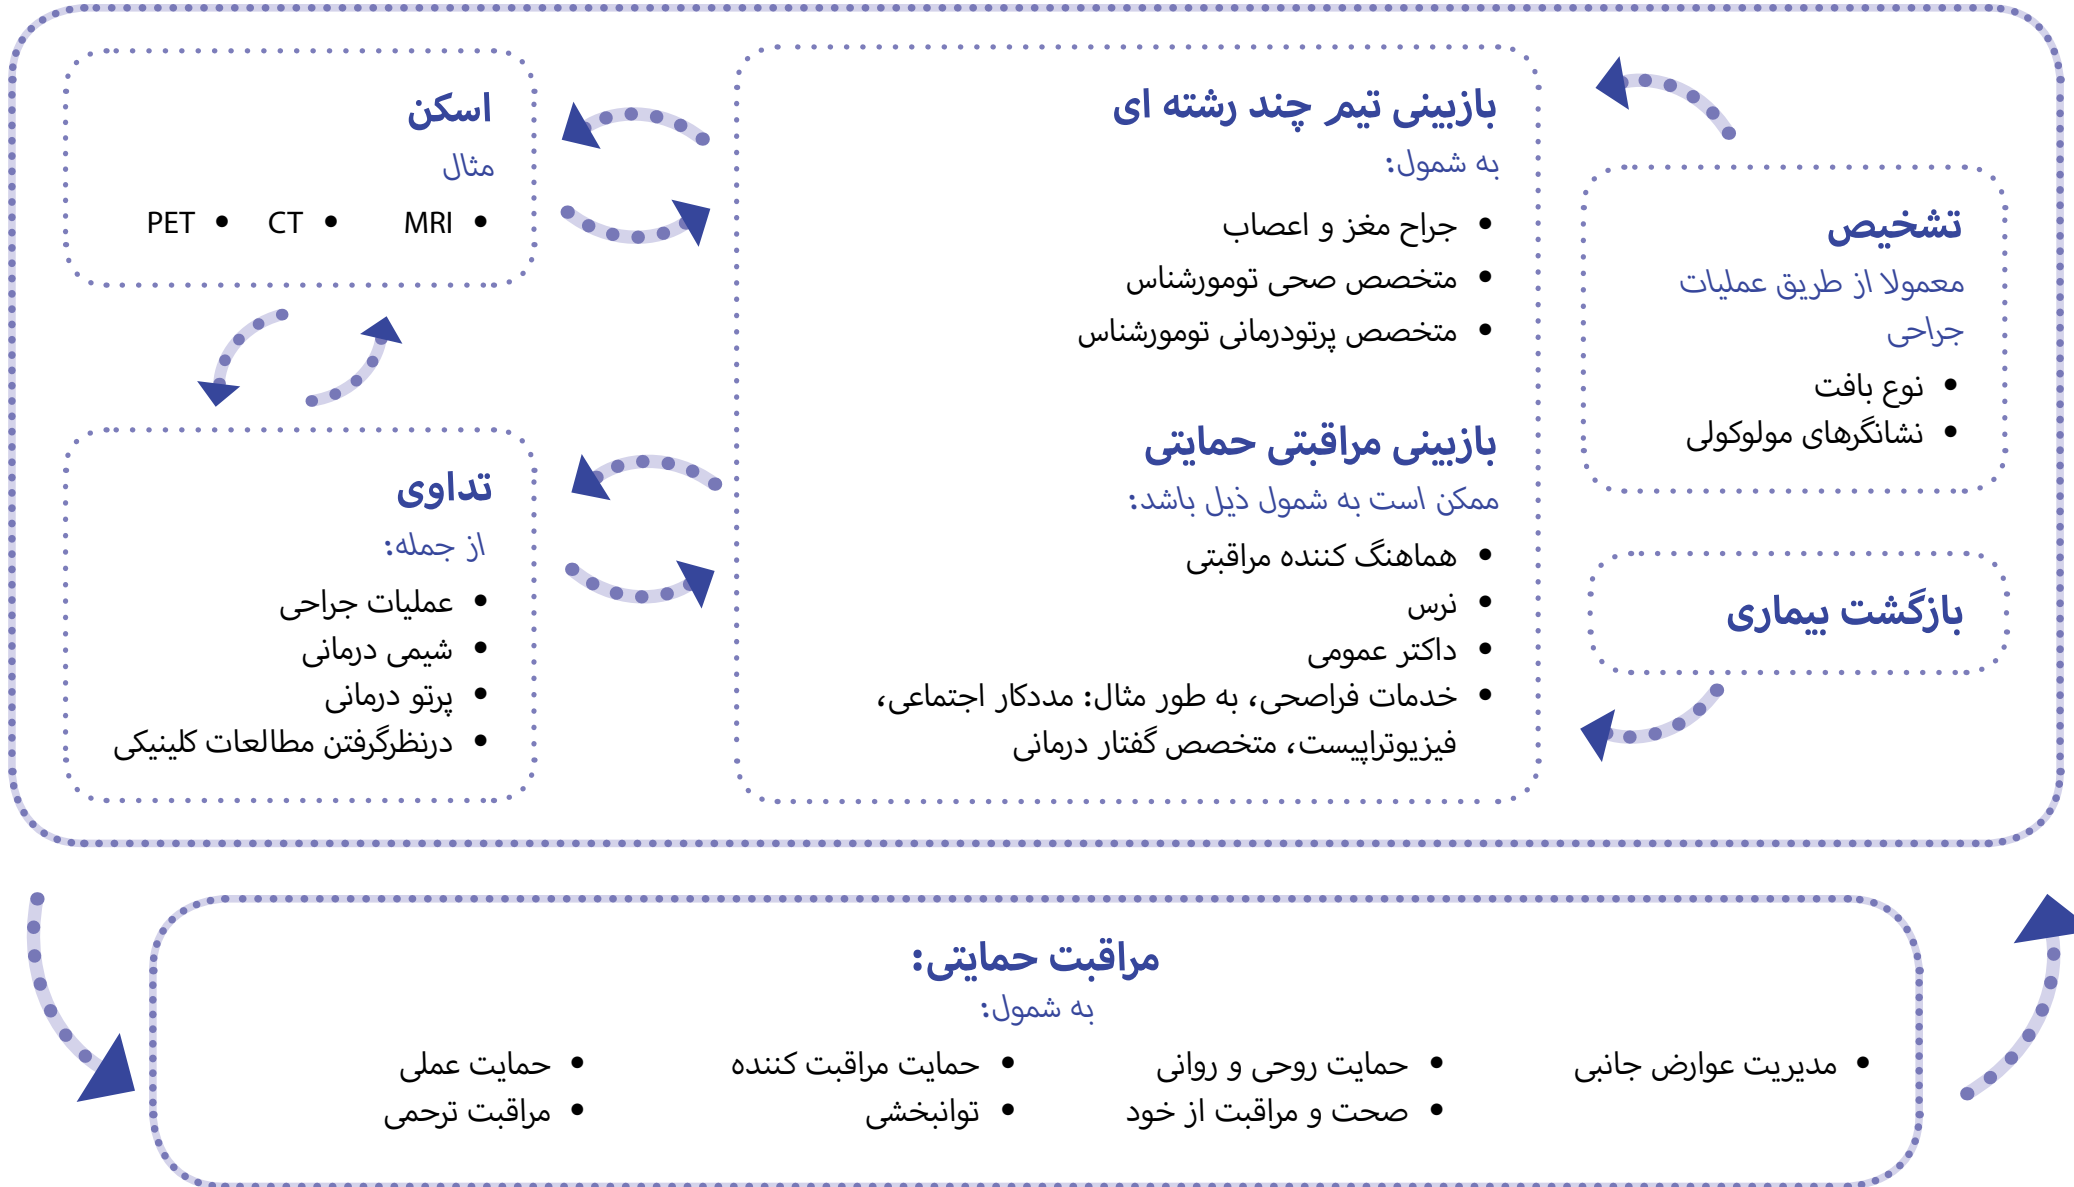 تشخیص
معمولا از طریق عملیات
جراحی
• نوع بافت
• نشانگرهای مولوکولی
بازگشت بیماری
بازبینی تیم چند رشته ای
به شمول:
• جراح مغز و اعصاب
• متخصص صحی تومورشناس
• متخصص پرتودرمانی تومورشناس
بازبینی مراقبتی حمایتی
ممکن است به شمول ذیل باشد:
• هماهنگ کننده مراقبتی
• نرس
• داکتر عمومی
• خدمات فراصحی، به طور مثال: مددکار اجتماعی،
فیزیوتراپیست، متخصص گفتار درمانی
اسکن
مثال
• MRI • CT • PET
تداوی
از جمله:
• عملیات جراحی
• شیمی درمانی
• پرتو درمانی
• درنظرگرفتن مطالعات کلینیکی
مراقبت حمایتی:
به شمول:
• مدیریت عوارض جانبی
• حمایت روحی و روانی
• صحت و مراقبت از خود
• حمایت مراقبت کننده
• توانبخشی
• حمایت عملی
• مراقبت ترحمی